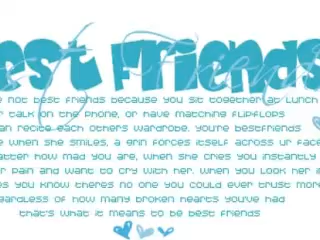 est Friends
e not best friends because you sit together at lunch
r talk on the phone, or have matching flipflops
an recite each others wardrobe. you're bestfriends
e when she smiles, a grin forces itself across ur face
atter how mad you are, when she cries you instantly
r pain and want to cry with her. when you look her i
es you know theres no one you could ever trust more
egardless of how many broken hearts you've had
that's what it means to be best friends